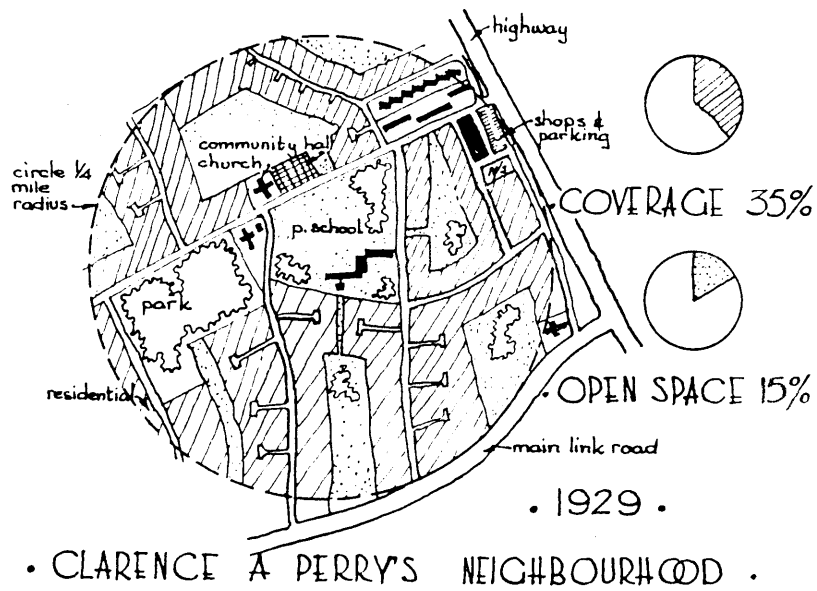 highway
shops &
parking
community hall
church
circle 1/4
mile
radius
p. school
COVERAGE 35%
park
residential
OPEN SPACE 15%
main link road
• 1929 •
• CLARENCE A PERRY'S NEIGHBOURHOOD •